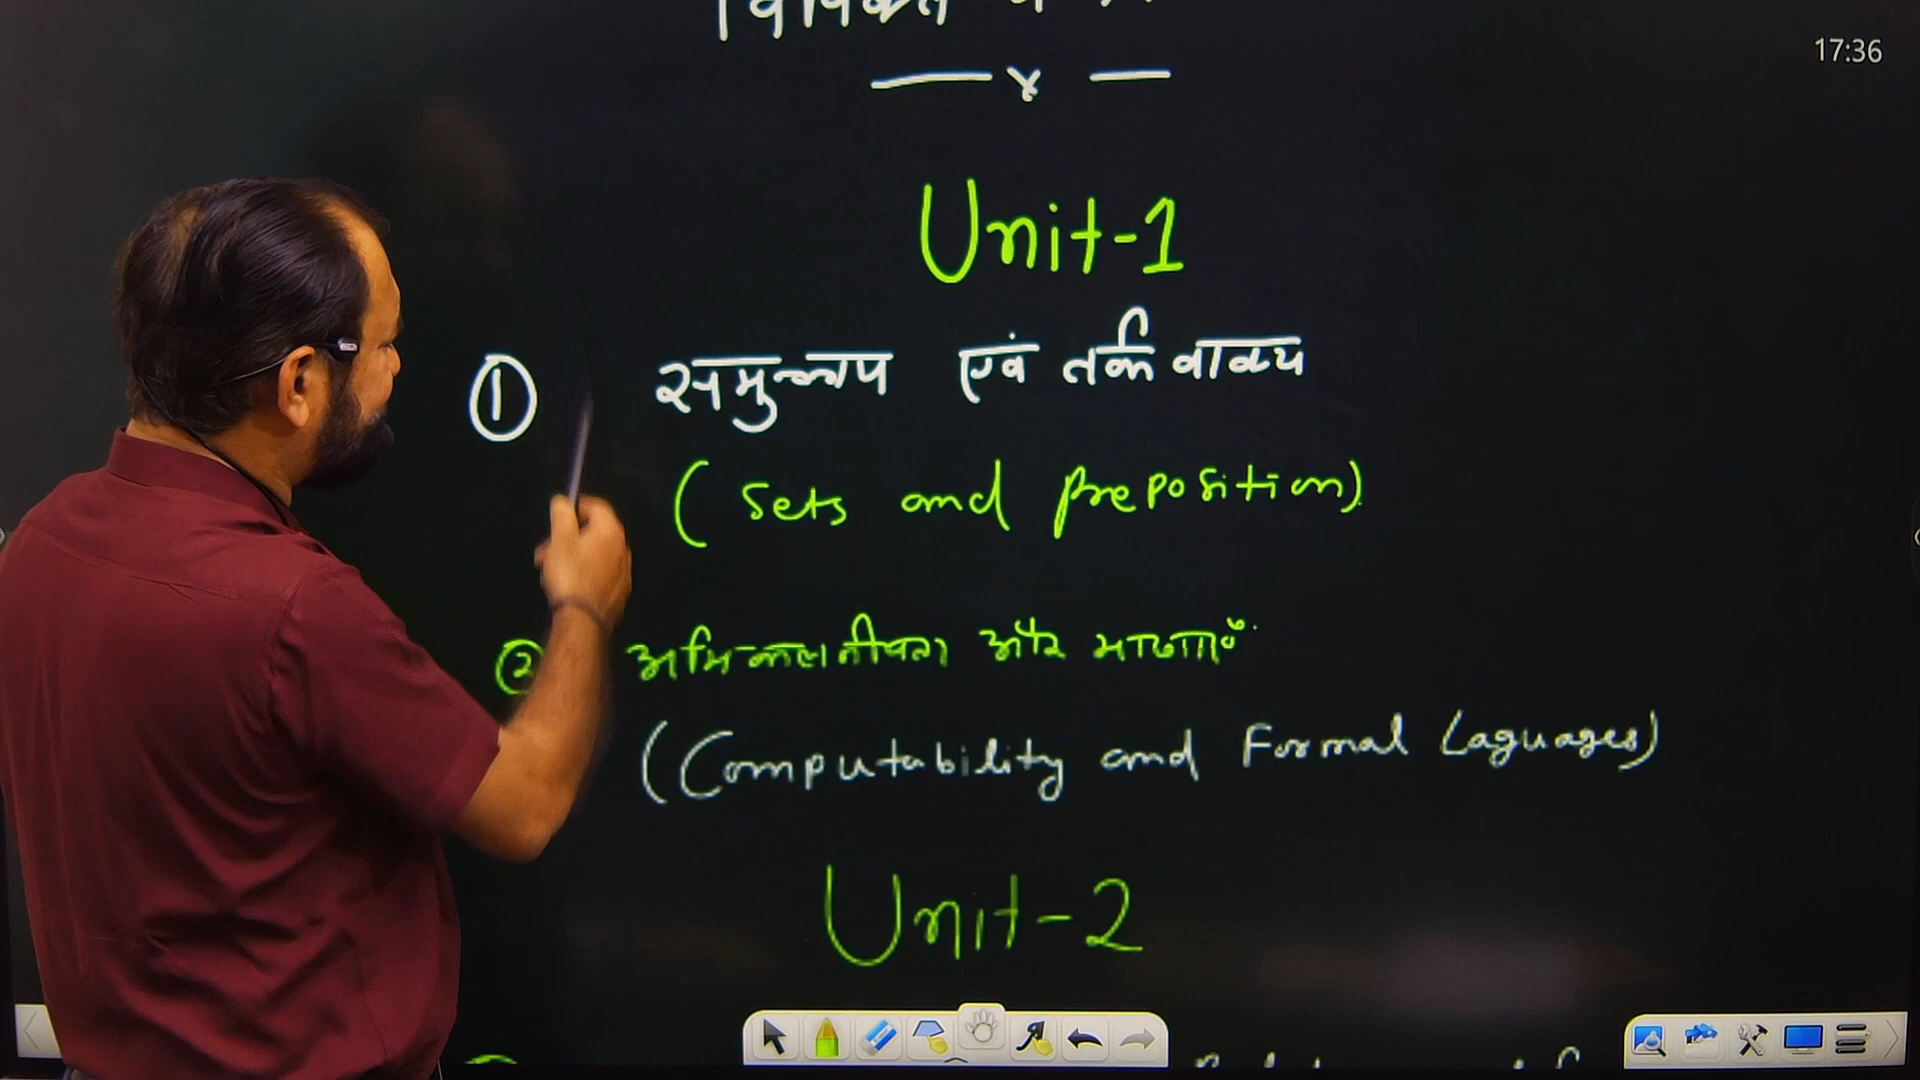 17:36
Unit-1
① समुच्चय एवं तर्क वाक्य
(Sets and preposition)
② अभिकलनीयता और भाषाएँ
(Computability and Formal Laguages)
Unit-2